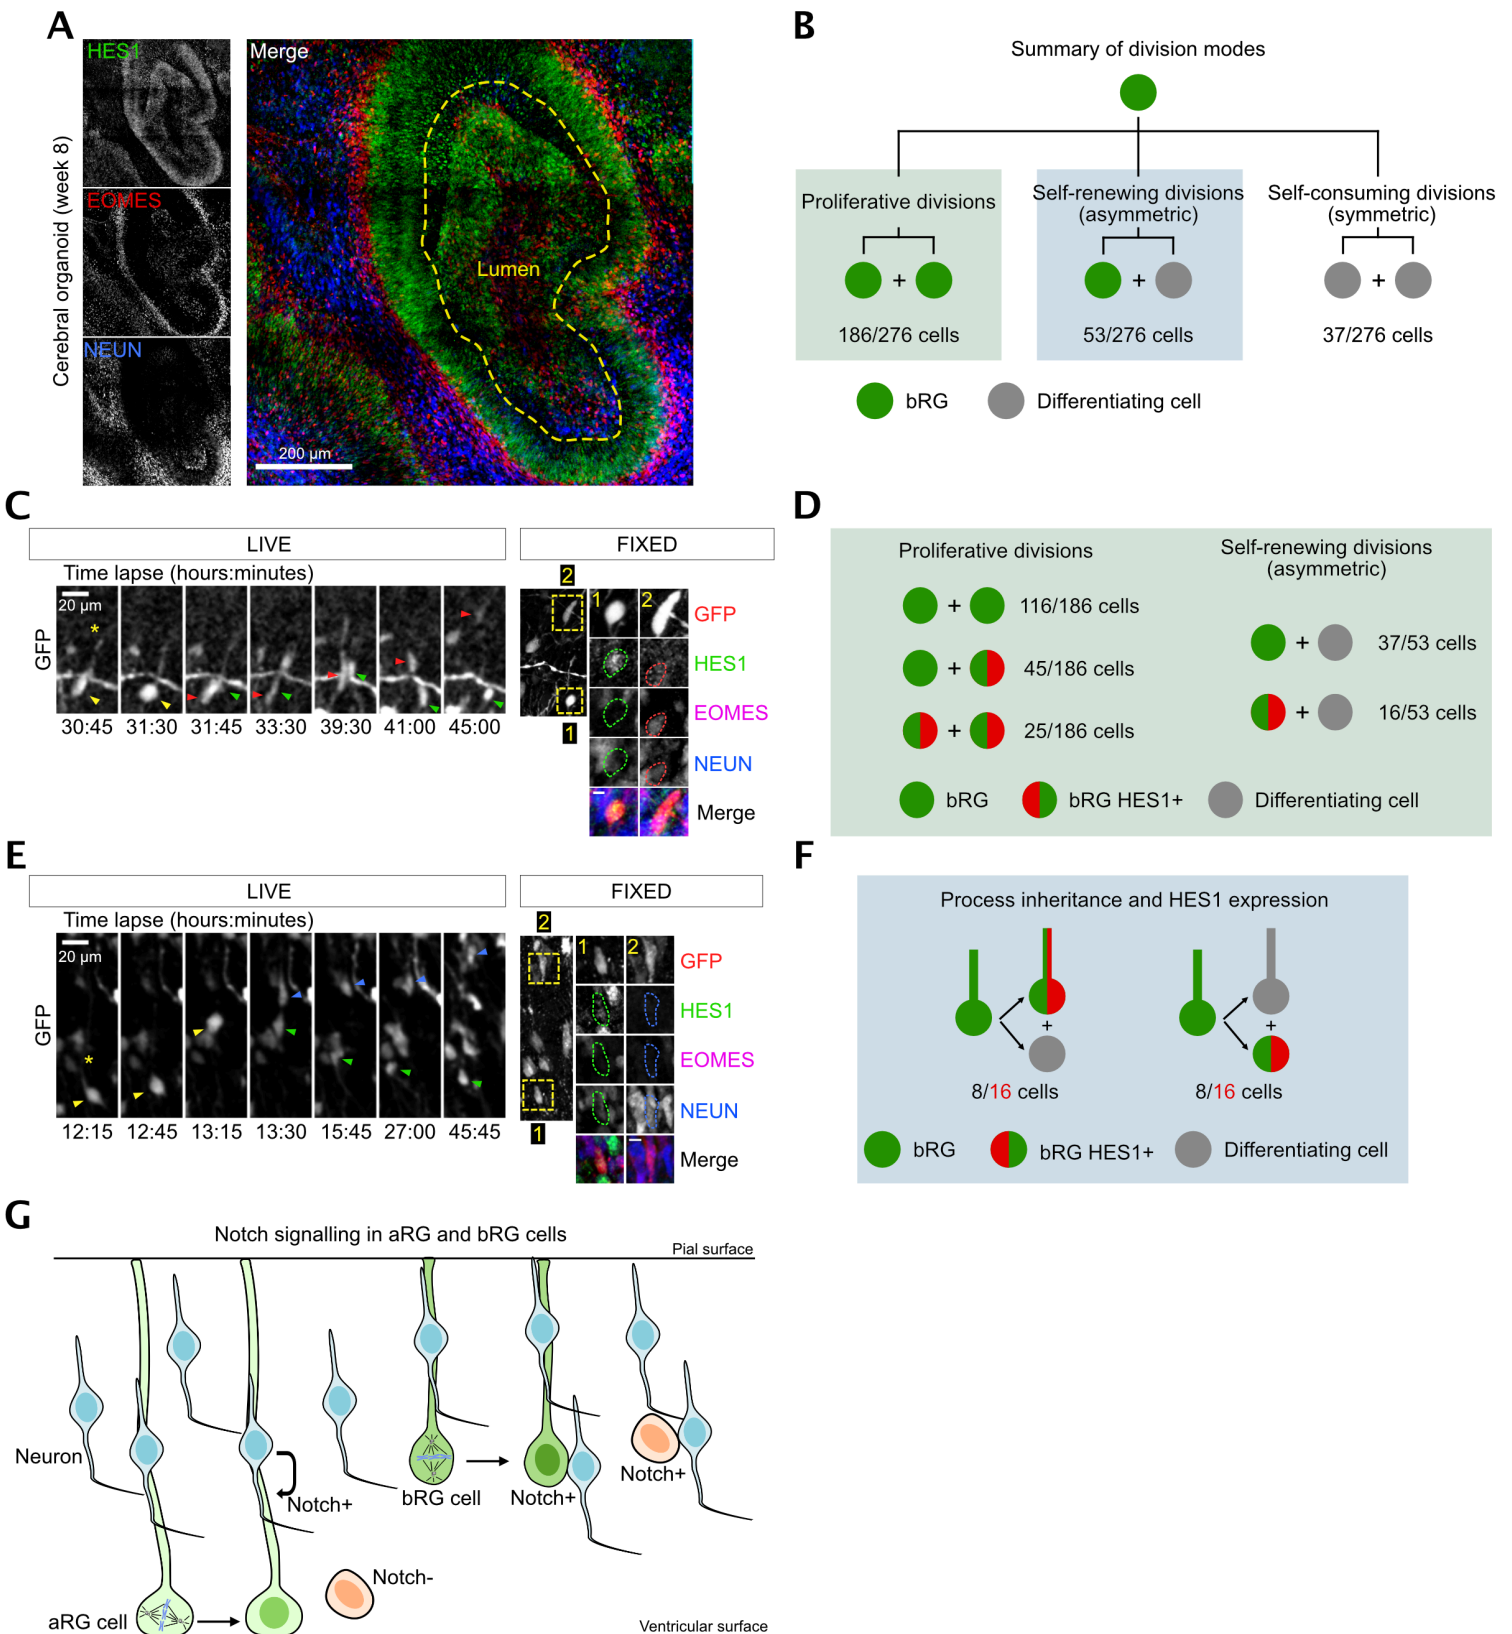 A
HES1
EOMES
NEUN
Cerebral organoid (week 8)
Merge
Lumen
200 µm
B
Summary of division modes
Proliferative divisions
Self-renewing divisions
(asymmetric)
Self-consuming divisions
(symmetric)
+
+
+
186/276 cells
53/276 cells
37/276 cells
bRG
Differentiating cell
C
LIVE
FIXED
Time lapse (hours:minutes)
20 µm
*
GFP
30:45
31:30
31:45
33:30
39:30
41:00
45:00
2
1
1
2
GFP
HES1
EOMES
NEUN
Merge
D
Proliferative divisions
Self-renewing divisions
(asymmetric)
+ 116/186 cells
+ 45/186 cells
+ 25/186 cells
+ 37/53 cells
+ 16/53 cells
bRG
bRG HES1+
Differentiating cell
E
LIVE
FIXED
Time lapse (hours:minutes)
20 µm
*
GFP
12:15
12:45
13:15
13:30
15:45
27:00
45:45
2
1
1
2
GFP
HES1
EOMES
NEUN
Merge
F
Process inheritance and HES1 expression
+
+
8/16 cells
8/16 cells
bRG
bRG HES1+
Differentiating cell
G
Notch signalling in aRG and bRG cells
Pial surface
Neuron
Notch+
bRG cell
Notch+
Notch+
Notch-
aRG cell
Ventricular surface